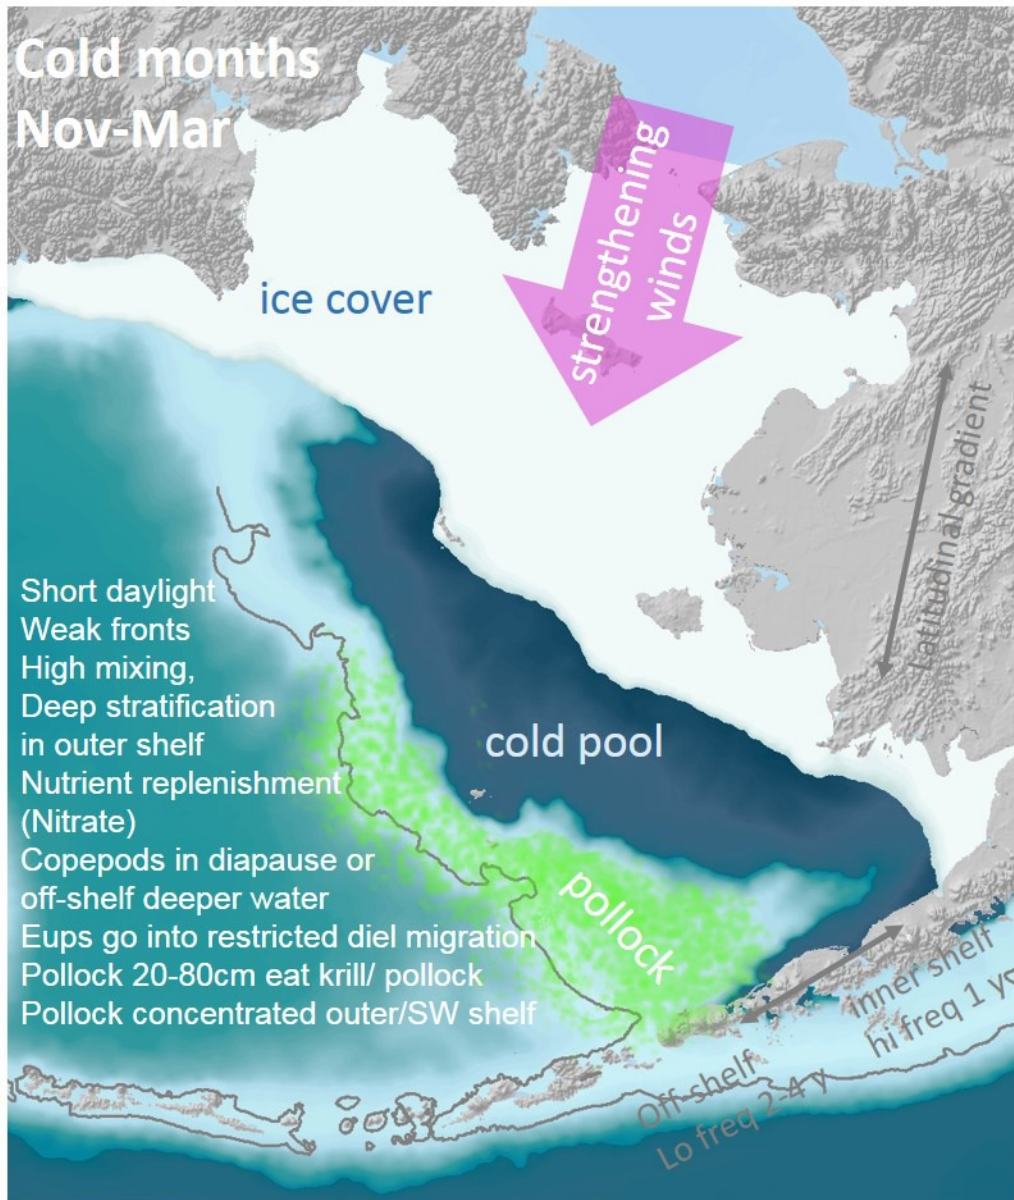 Cold months
Nov-Mar
strengthening
winds
ice cover
Latitudinal gradient
Short daylight
Weak fronts
High mixing,
Deep stratification
in outer shelf
Nutrient replenishment
(Nitrate)
Copepods in diapause or
off-shelf deeper water
Eups go into restricted diel migration
Pollock 20-80cm eat krill/ pollock
Pollock concentrated outer/SW shelf
cold pool
pollock
Inner shelf
hi freq 1 y
Off-shelf
Lo freq 2-4 y